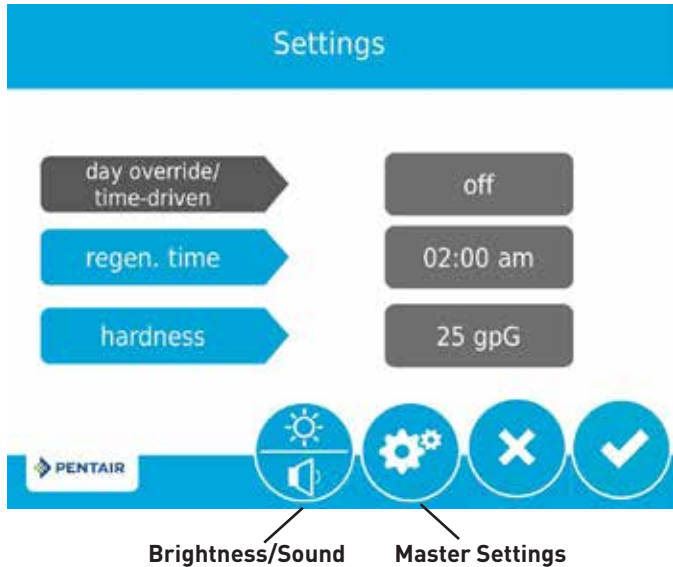 Settings
day override/
time-driven
off
regen. time
02:00 am
hardness
25 gpG
PENTAIR
Brightness/Sound
Master Settings